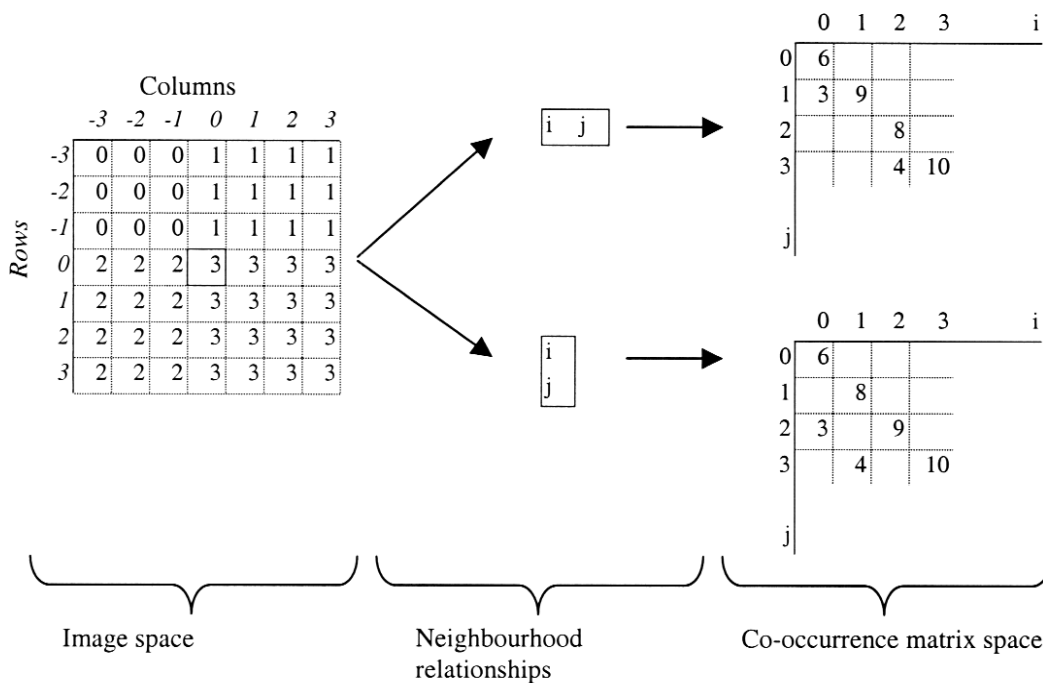 Columns
-3 -2 -1 0 1 2 3
Rows
-3 0 0 0 1 1 1 1
-2 0 0 0 1 1 1 1
-1 0 0 0 1 1 1 1
0 2 2 2 3 3 3 3
1 2 2 2 3 3 3 3
2 2 2 2 3 3 3 3
3 2 2 2 3 3 3 3
i j
i
j
0 1 2 3 i
0 6
1 3 9
2 8
3 4 10
j
0 1 2 3 i
0 6
1 8
2 3 9
3 4 10
j
Image space
Neighbourhood
relationships
Co-occurrence matrix space